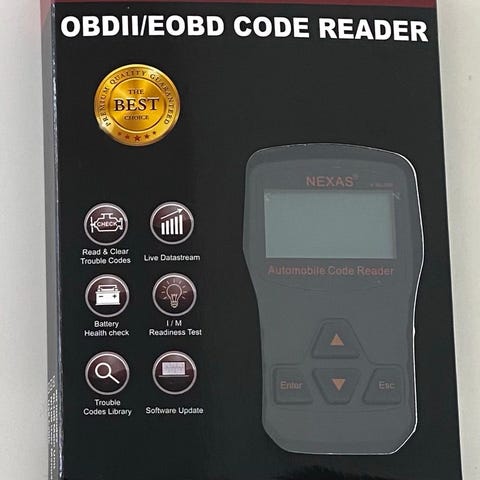 OBDII/EOBD CODE READER
PREMIUM QUALITY GUARANTEED
THE
BEST
CHOICE
NEXAS®
CHECK
Read & Clear
Trouble Codes
Live Datastream
Automobile Code Reader
Battery
Health check
I / M
Readiness Test
Enter
Esc
Trouble
Codes Library
Software Update